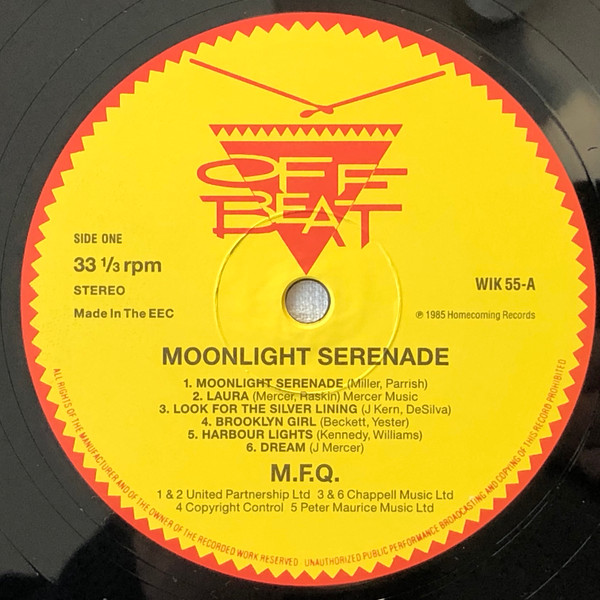 OFF
BEAT
SIDE ONE
33 1/3 rpm
STEREO
Made In The EEC
WIK 55-A
℗ 1985 Homecoming Records
MOONLIGHT SERENADE
1. MOONLIGHT SERENADE (Miller, Parrish)
2. LAURA (Mercer, Raskin) Mercer Music
3. LOOK FOR THE SILVER LINING (J Kern, DeSilva)
4. BROOKLYN GIRL (Beckett, Yester)
5. HARBOUR LIGHTS (Kennedy, Williams)
6. DREAM (J Mercer)
M.F.Q.
1 & 2 United Partnership Ltd 3 & 6 Chappell Music Ltd
4 Copyright Control 5 Peter Maurice Music Ltd
ALL RIGHTS OF THE MANUFACTURER AND OF THE OWNER OF THE RECORDED WORK RESERVED · UNAUTHORIZED PUBLIC PERFORMANCE BROADCASTING AND COPYING OF THIS RECORD PROHIBITED